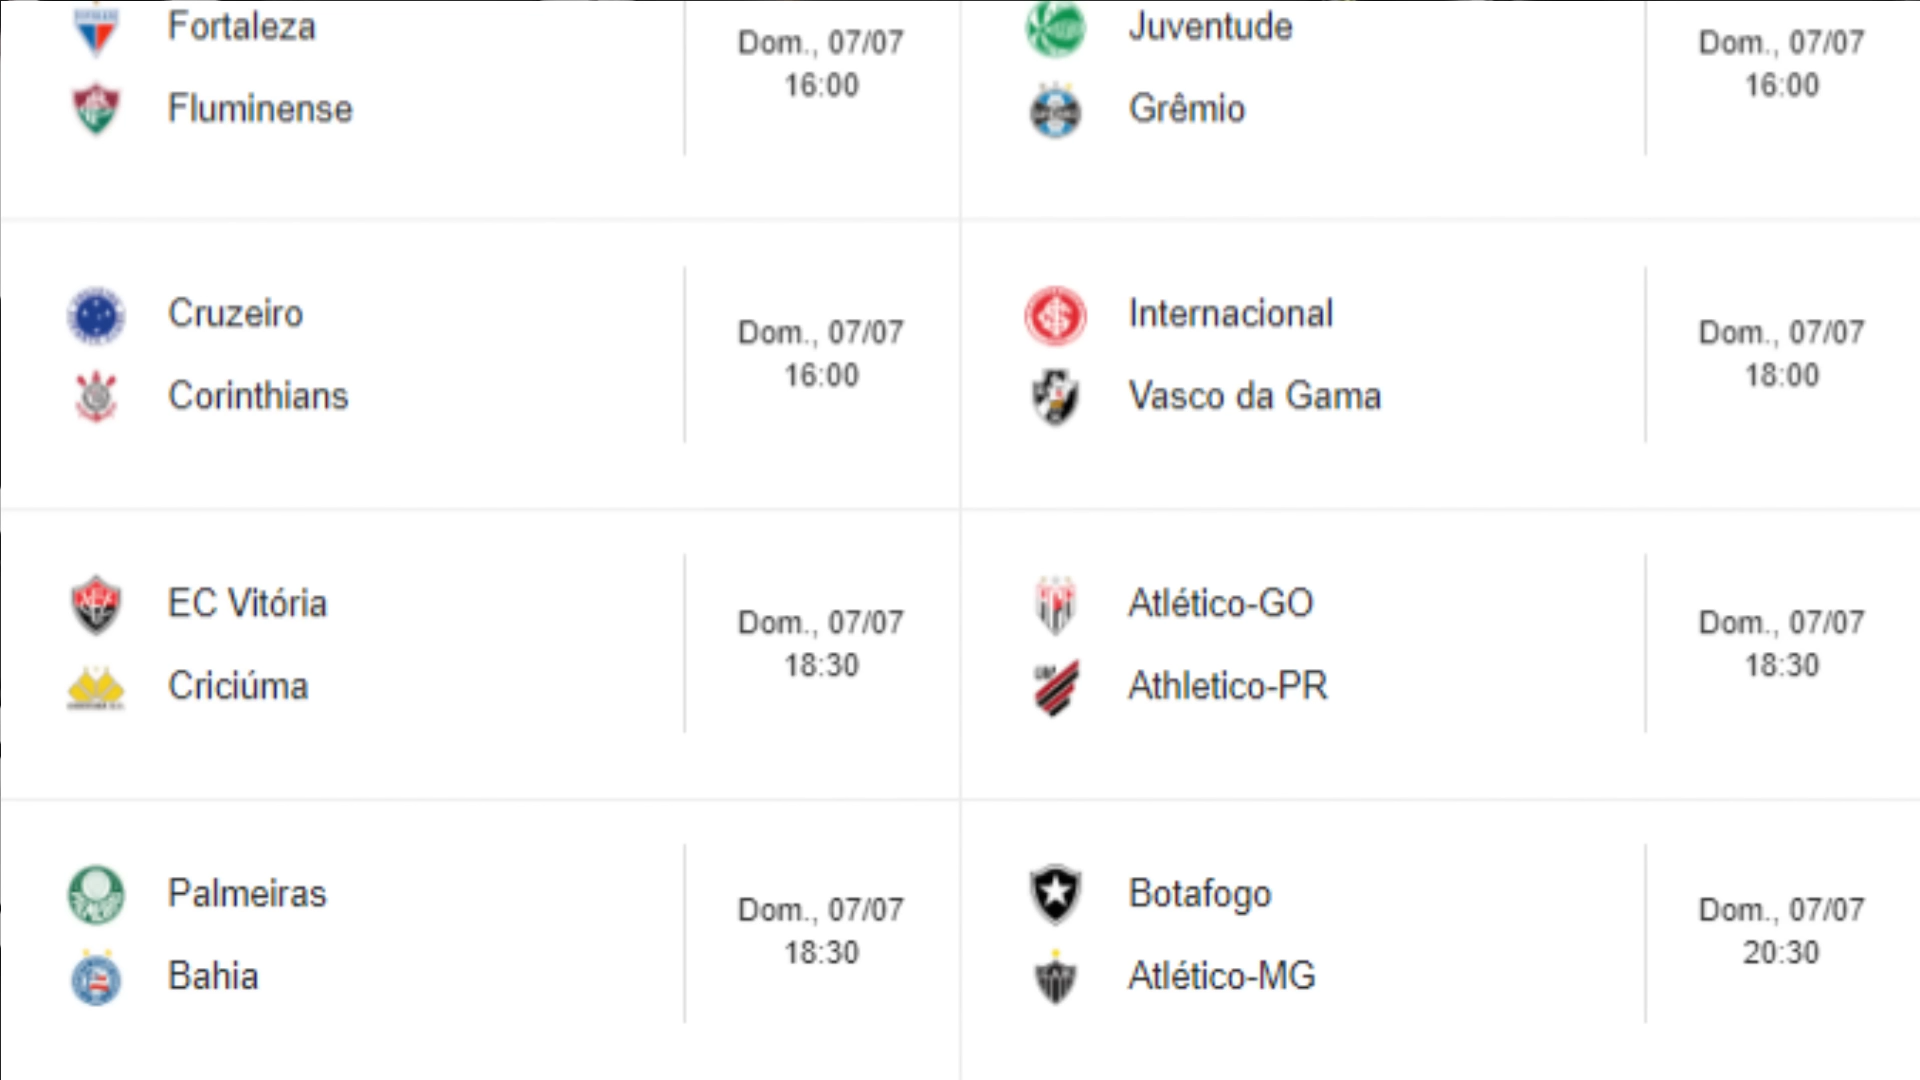 Fortaleza
Fluminense
Dom., 07/07
16:00
Juventude
Grêmio
Dom., 07/07
16:00
Cruzeiro
Corinthians
Dom., 07/07
16:00
Internacional
Vasco da Gama
Dom., 07/07
18:00
EC Vitória
Criciúma
Dom., 07/07
18:30
Atlético-GO
Athletico-PR
Dom., 07/07
18:30
Palmeiras
Bahia
Dom., 07/07
18:30
Botafogo
Atlético-MG
Dom., 07/07
20:30